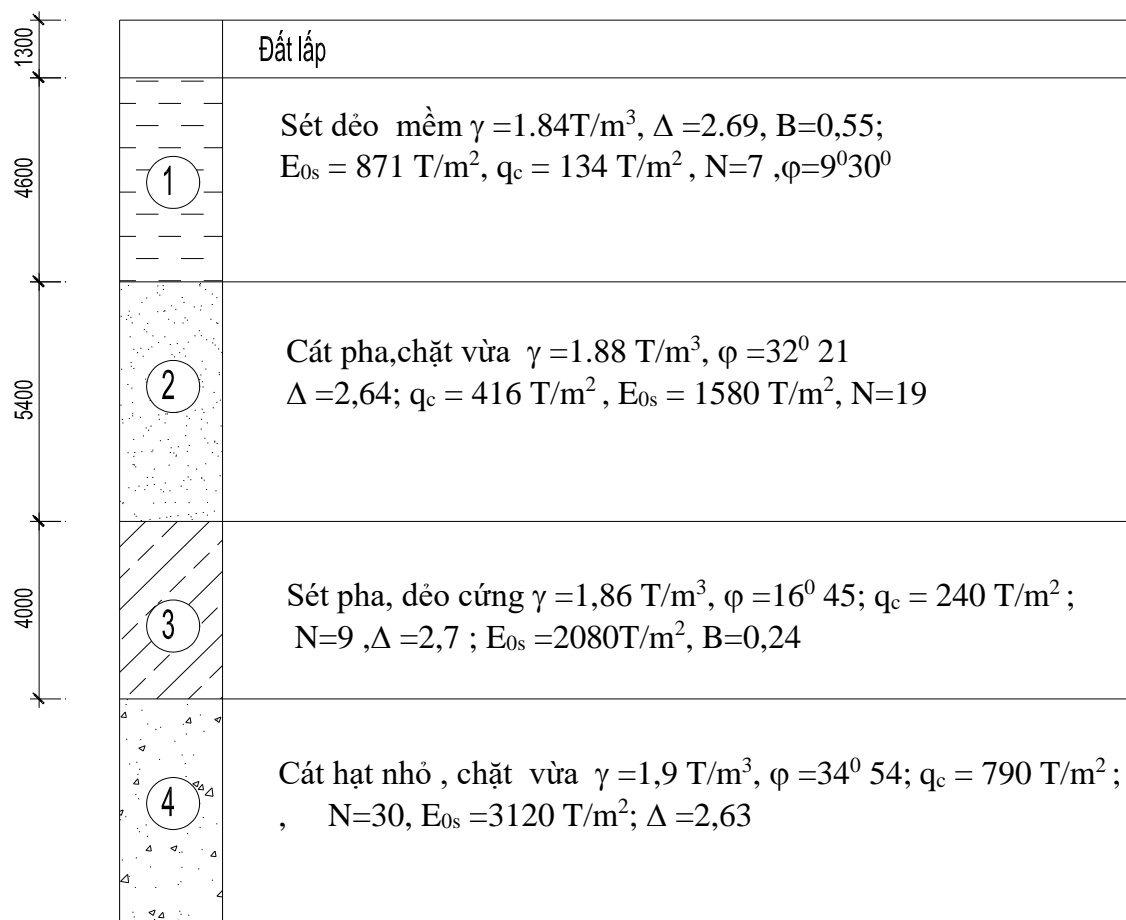 1300
Đất lấp
4600
1
Sét dẻo mềm γ =1.84T/m³, Δ =2.69, B=0,55;
E₀ₛ = 871 T/m², q꜀ = 134 T/m² , N=7 ,φ=9⁰30⁰
5400
2
Cát pha,chặt vừa γ =1.88 T/m³, φ =32⁰ 21
Δ =2,64; q꜀ = 416 T/m² , E₀ₛ = 1580 T/m², N=19
4000
3
Sét pha, dẻo cứng γ =1,86 T/m³, φ =16⁰ 45; q꜀ = 240 T/m² ;
N=9 ,Δ =2,7 ; E₀ₛ =2080T/m², B=0,24
4
Cát hạt nhỏ , chặt vừa γ =1,9 T/m³, φ =34⁰ 54; q꜀ = 790 T/m² ;
, N=30, E₀ₛ =3120 T/m²; Δ =2,63